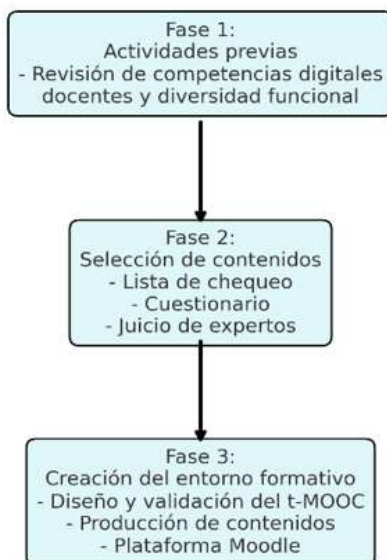 Fase 1:
Actividades previas
- Revisión de competencias digitales
docentes y diversidad funcional
Fase 2:
Selección de contenidos
- Lista de chequeo
- Cuestionario
- Juicio de expertos
Fase 3:
Creación del entorno formativo
- Diseño y validación del t-MOOC
- Producción de contenidos
- Plataforma Moodle